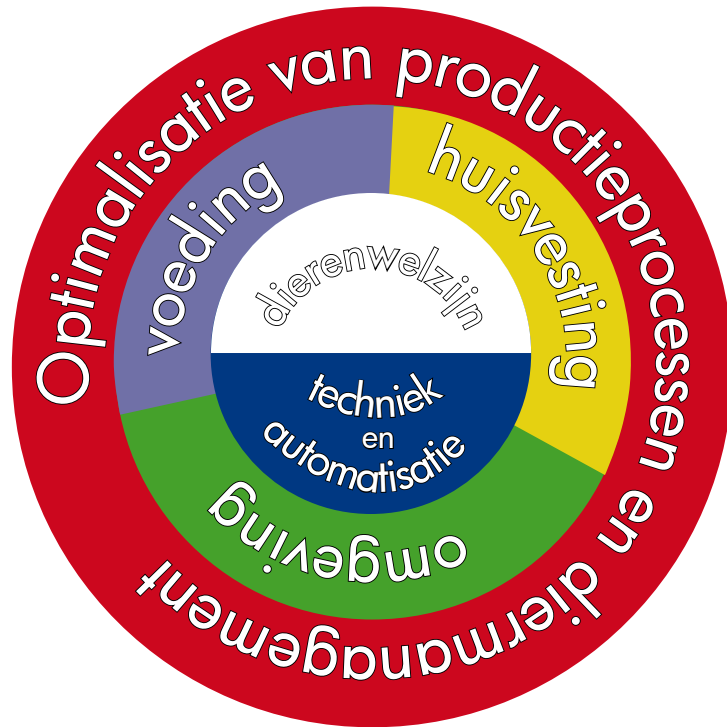 Optimalisatie van productieprocessen en diermanagement
voeding
huisvesting
omgeving
dierenwelzijn
techniek
en
automatisatie